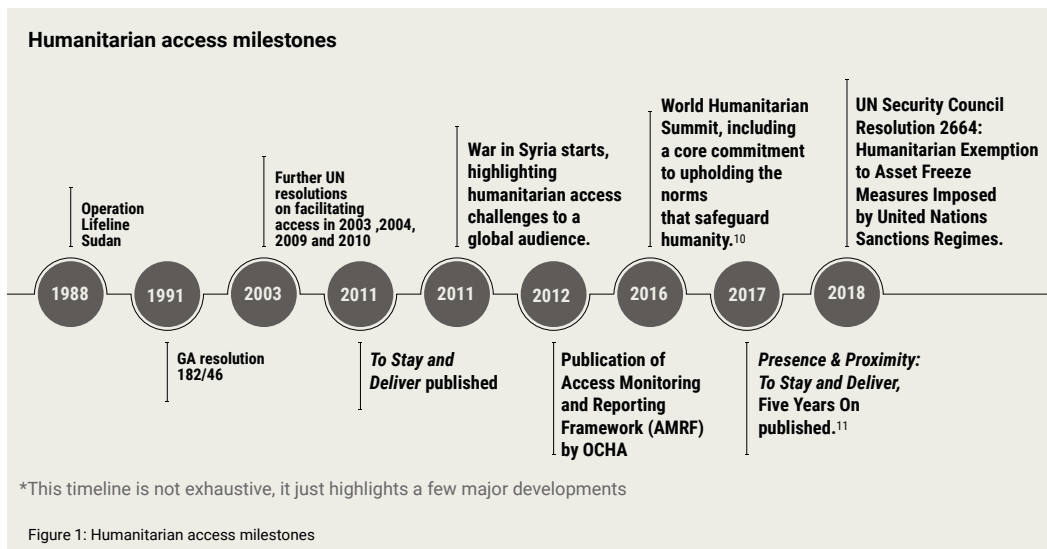 Humanitarian access milestones
Operation
Lifeline
Sudan
Further UN
resolutions
on facilitating
access in 2003 ,2004,
2009 and 2010
War in Syria starts,
highlighting
humanitarian access
challenges to a
global audience.
World Humanitarian
Summit, including
a core commitment
to upholding the
norms
that safeguard
humanity.10
UN Security Council
Resolution 2664:
Humanitarian Exemption
to Asset Freeze
Measures Imposed
by United Nations
Sanctions Regimes.
1988
1991
2003
2011
2011
2012
2016
2017
2018
GA resolution
182/46
To Stay and
Deliver published
Publication of
Access Monitoring
and Reporting
Framework (AMRF)
by OCHA
Presence & Proximity:
To Stay and Deliver,
Five Years On
published.11
*This timeline is not exhaustive, it just highlights a few major developments
Figure 1: Humanitarian access milestones